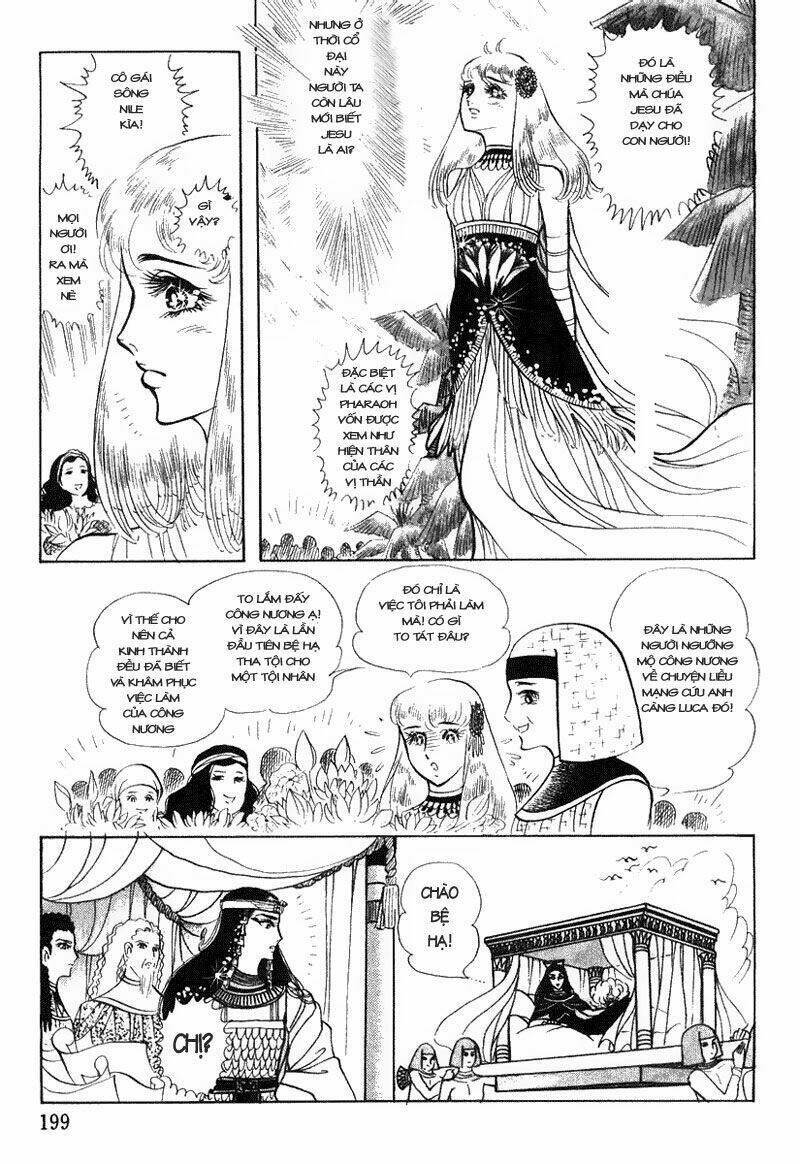 ĐÓ LÀ
NHỮNG ĐIỀU
MÀ CHÚA
JESU ĐÃ
DẠY CHO
CON NGƯỜI!
NHƯNG Ở
THỜI CỔ
ĐẠI
NÀY
NGƯỜI TA
CÒN LÂU
MỚI BIẾT
JESU
LÀ AI?
ĐẶC BIỆT
LÀ CÁC VỊ
PHARAOH
VỐN ĐƯỢC
XEM NHƯ
HIỆN THÂN
CỦA CÁC
VỊ THẦN
CÔ GÁI
SÔNG
NILE
KÌA!
GÌ
VẬY?
MỌI
NGƯỜI
ƠI!
RA MÀ
XEM
NÈ
ĐÂY LÀ NHỮNG
NGƯỜI NGƯỠNG
MỘ CÔNG NƯƠNG
VỀ CHUYỆN LIỀU
MẠNG CỨU ANH
CÀNG LUCA ĐÓ!
ĐÓ CHỈ LÀ
VIỆC TÔI PHẢI LÀM
MÀ! CÓ GÌ
TO TÁT ĐÂU?
TO LẮM ĐẤY
CÔNG NƯƠNG Ạ!
VÌ ĐÂY LÀ LẦN
ĐẦU TIÊN BỆ HẠ
THA TỘI CHO
MỘT TỘI NHÂN
VÌ THẾ CHO
NÊN CẢ
KINH THÀNH
ĐỀU ĐÃ BIẾT
VÀ KHÂM PHỤC
VIỆC LÀM
CỦA CÔNG
NƯƠNG
CHÀO
BỆ
HẠ!
CHỊ?
199